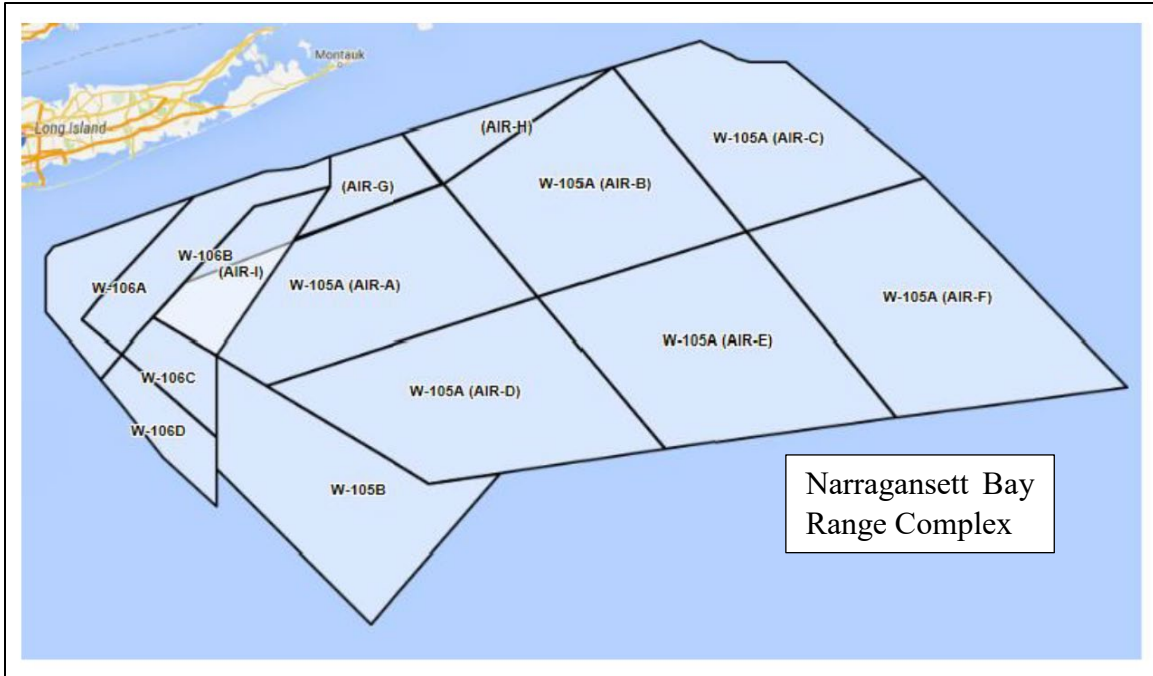 Montauk
Long Island
(AIR-H)
W-105A (AIR-C)
(AIR-G)
W-105A (AIR-B)
W-106B
(AIR-I)
W-106A
W-105A (AIR-A)
W-105A (AIR-F)
W-105A (AIR-E)
W-106C
W-105A (AIR-D)
W-106D
W-105B
Narragansett Bay
Range Complex